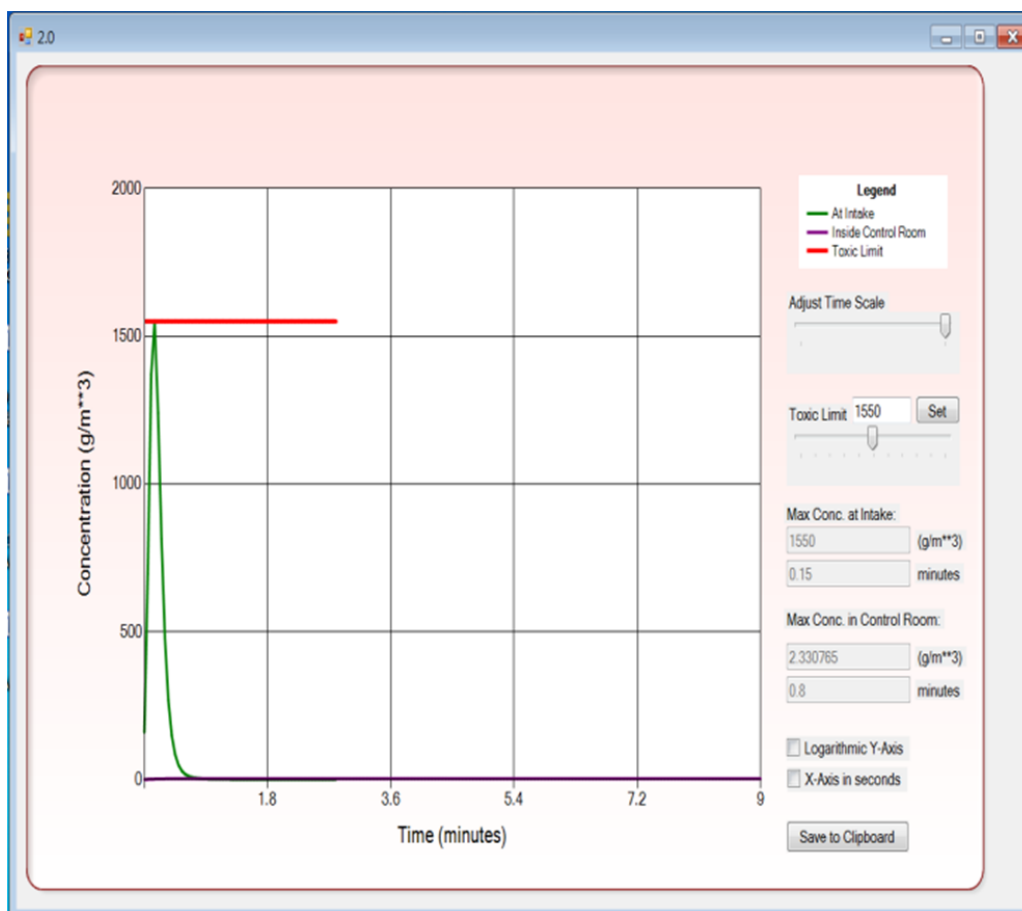 2.0
2000
1500
1000
500
0
1.8
3.6
5.4
7.2
9
Concentration (g/m**3)
Time (minutes)
Legend
At Intake
Inside Control Room
Toxic Limit
Adjust Time Scale
Toxic Limit 1550 Set
Max Conc. at Intake:
1550 (g/m**3)
0.15 minutes
Max Conc. in Control Room:
2.330765 (g/m**3)
0.8 minutes
Logarithmic Y-Axis
X-Axis in seconds
Save to Clipboard